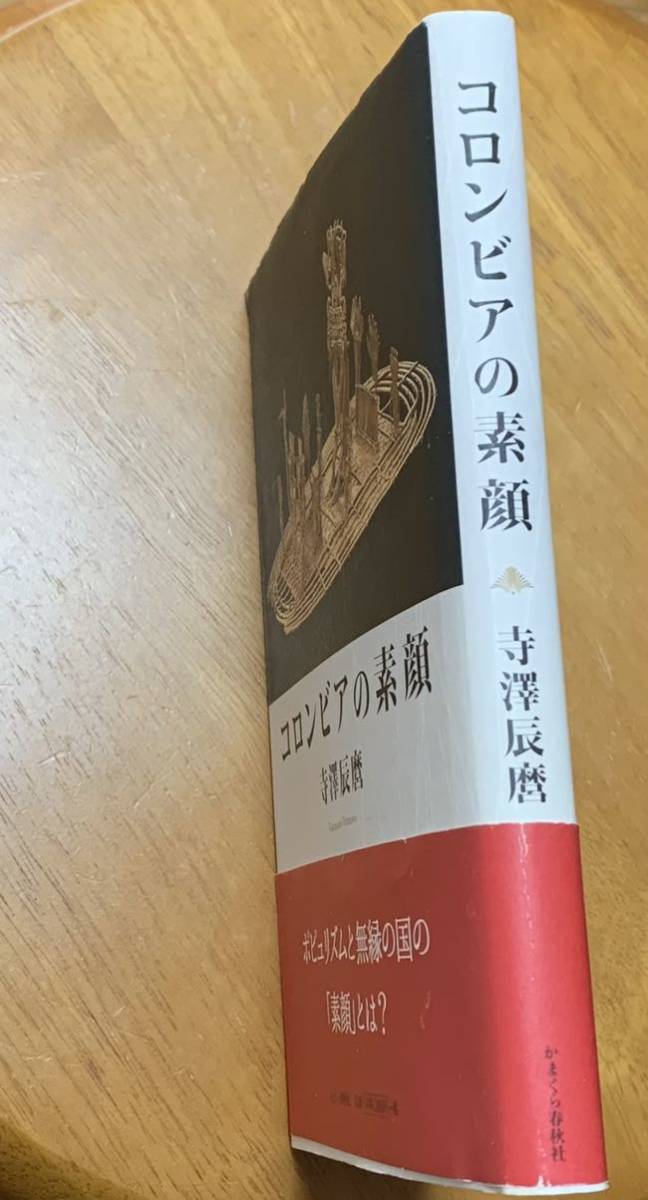 コロンビアの素顔
寺澤辰麿
コロンビアの素顔
寺澤辰麿
ポピュリズムと無縁の国の
「素顔」とは?
かまくら春秋社